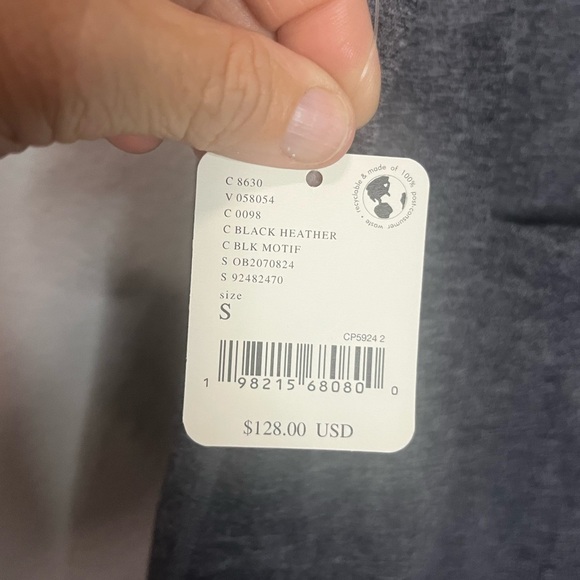 C 8630
V 058054
C 0098
C BLACK HEATHER
C BLK MOTIF
S OB2070824
S 92482470
size
S
recyclable & made of 100% post-consumer waste •
CP5924 2
1 98215 68080 0
$128.00 USD